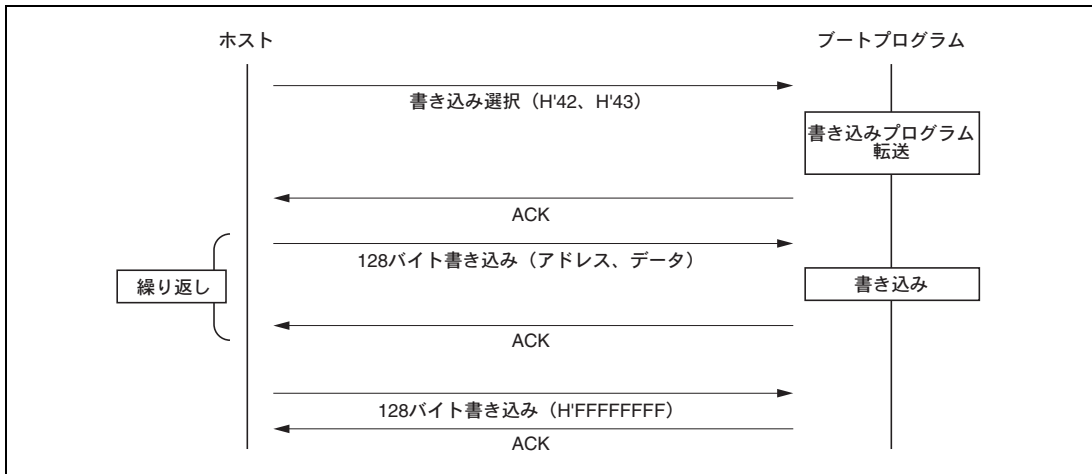 ホスト
ブートプログラム
書き込み選択（H'42、H'43）
書き込みプログラム
転送
ACK
128バイト書き込み（アドレス、データ）
繰り返し
書き込み
ACK
128バイト書き込み（H'FFFFFFFF）
ACK